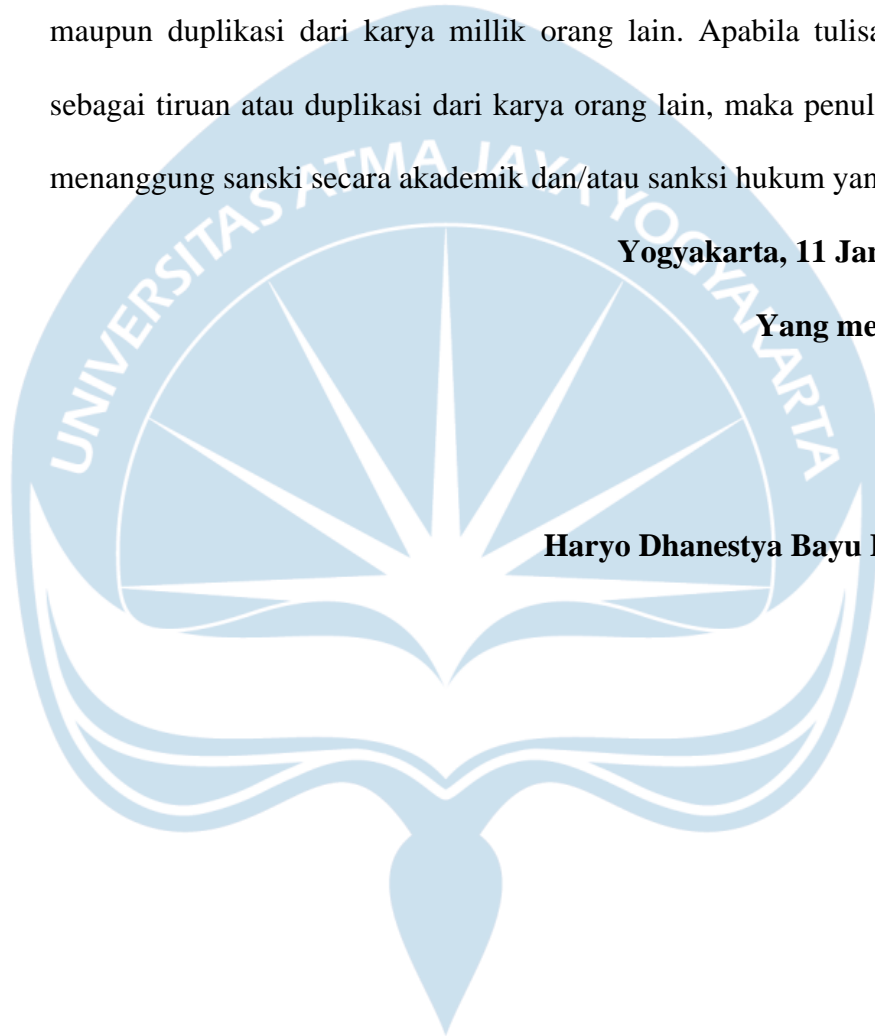 maupun duplikasi dari karya millik orang lain. Apabila tulisa
sebagai tiruan atau duplikasi dari karya orang lain, maka penul
menanggung sanski secara akademik dan/atau sanksi hukum yan
UNIVERSITAS ATMA JAYA YOGYAKARTA
Yogyakarta, 11 Jan
Yang me
Haryo Dhanestya Bayu